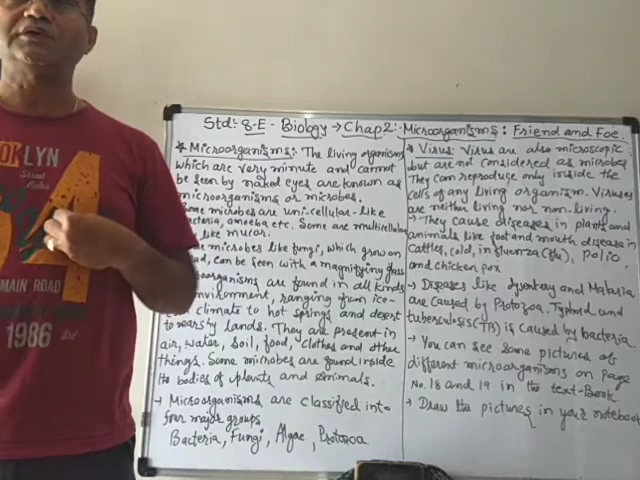 OKLYN
MAIN ROAD
1986
Std:- 8-E - Biology → Chap 2:- Microorganisms: Friend and Foe.
* Microorganisms:- The living organisms
which are very minute and cannot
be seen by naked eyes are known as
microorganisms or microbes.
some microbes are uni-cellular-like
bacteria, amoeba etc. Some are multicellular
like mucor.
microbes like fungi, which grow on
can be seen with a magnifying glass
organisms are found in all kinds
environment, ranging from ice-
climate to hot springs and desert
to marshy lands. They are present in
air, water, soil, food, clothes and other
things. Some microbes are found inside
the bodies of plants and animals.
→ Microorganisms are classified into
four major groups
Bacteria, Fungi, Algae, Protozoa
* Virus: Virus are also microscopic
but are not considered as microbes
They can reproduce only inside the
cells of any living organism. Viruses
are neither living nor non-living.
→ They cause diseases in plants and
animals like foot and mouth disease in
Cattles, cold, influenza (flu), Polio
and chicken pox
→ Diseases like dysentery and Malaria
are caused by Protozoa. Typhoid and
tuberculosis (TB) is caused by bacteria.
→ You can see some pictures of
different microorganisms on page
No. 18 and 19 in the text-Book.
→ Draw the pictures in your notebook